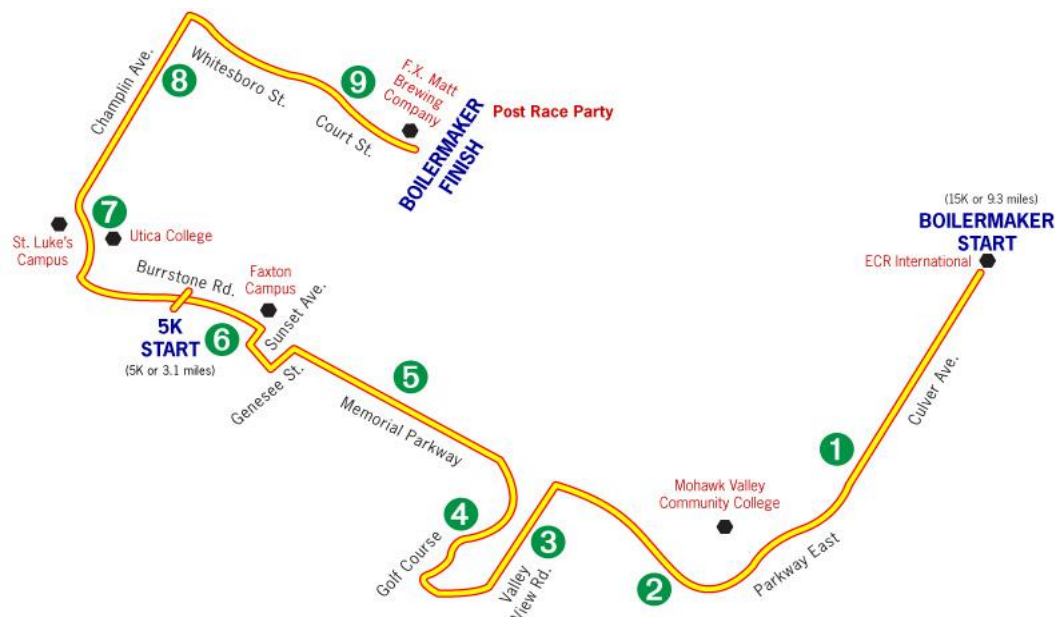 Champlin Ave.
8
Whitesboro St.
9
F.X. Matt
Brewing
Company
Court St.
BOILERMAKER
FINISH
Post Race Party
(15K or 9.3 miles)
BOILERMAKER
START
ECR International
7
St. Luke's
Campus
Utica College
Burrstone Rd.
Faxton
Campus
Sunset Ave.
5K
START
(5K or 3.1 miles)
6
Genesee St.
5
Memorial Parkway
Culver Ave.
1
Mohawk Valley
Community College
4
Golf Course
3
Valley
View Rd.
2
Parkway East